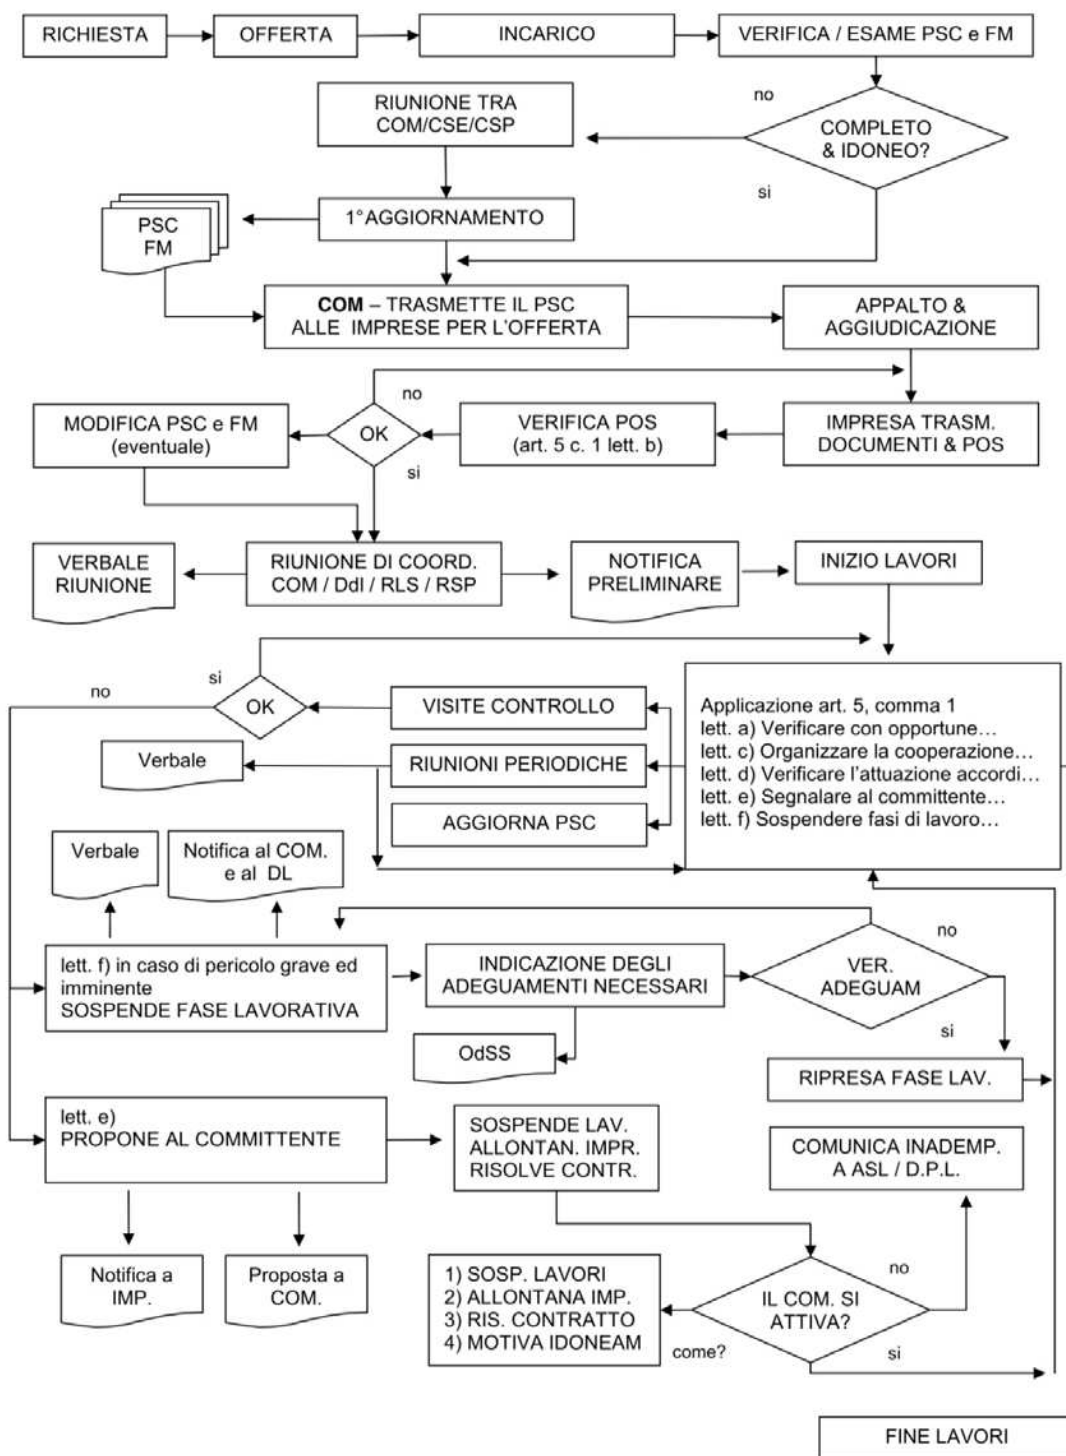 RICHIESTA
OFFERTA
INCARICO
VERIFICA / ESAME PSC e FM
RIUNIONE TRA
COM/CSE/CSP
no
COMPLETO
& IDONEO?
si
PSC
FM
1°AGGIORNAMENTO
COM – TRASMETTE IL PSC
ALLE IMPRESE PER L'OFFERTA
APPALTO &
AGGIUDICAZIONE
no
MODIFICA PSC e FM
(eventuale)
OK
VERIFICA POS
(art. 5 c. 1 lett. b)
IMPRESA TRASM.
DOCUMENTI & POS
si
VERBALE
RIUNIONE
RIUNIONE DI COORD.
COM / Ddl / RLS / RSP
NOTIFICA
PRELIMINARE
INIZIO LAVORI
si
no
OK
VISITE CONTROLLO
Verbale
RIUNIONI PERIODICHE
AGGIORNA PSC
Applicazione art. 5, comma 1
lett. a) Verificare con opportune…
lett. c) Organizzare la cooperazione…
lett. d) Verificare l'attuazione accordi…
lett. e) Segnalare al committente…
lett. f) Sospendere fasi di lavoro…
Verbale
Notifica al COM.
e al DL
no
lett. f) in caso di pericolo grave ed
imminente
SOSPENDE FASE LAVORATIVA
INDICAZIONE DEGLI
ADEGUAMENTI NECESSARI
VER.
ADEGUAM
si
OdSS
RIPRESA FASE LAV.
lett. e)
PROPONE AL COMMITTENTE
SOSPENDE LAV.
ALLONTAN. IMPR.
RISOLVE CONTR.
COMUNICA INADEMP.
A ASL / D.P.L.
Notifica a
IMP.
Proposta a
COM.
1) SOSP. LAVORI
2) ALLONTANA IMP.
3) RIS. CONTRATTO
4) MOTIVA IDONEAM
no
IL COM. SI
ATTIVA?
come?
si
FINE LAVORI